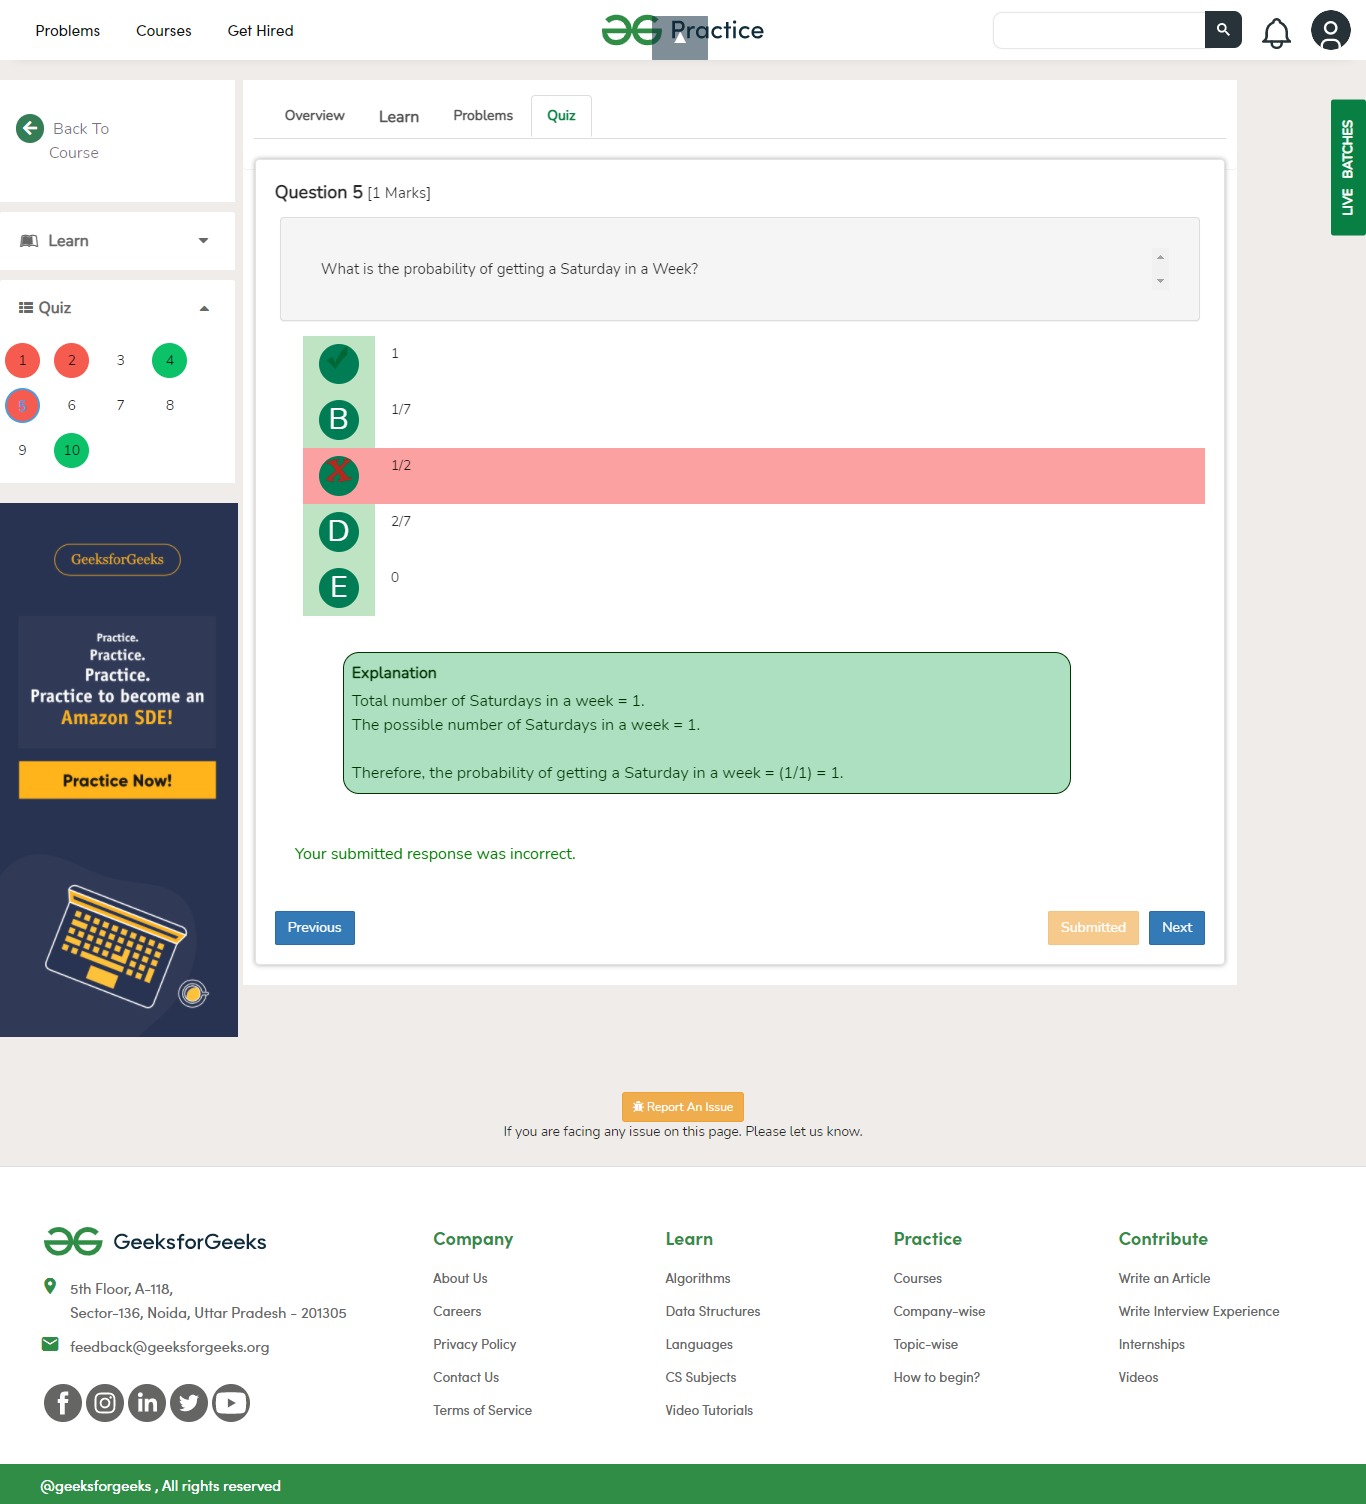 Problems Courses Get Hired
Practice
Back To
Course
Learn
Quiz
1 2 3 4
5 6 7 8
9 10
GeeksforGeeks
Practice.
Practice.
Practice.
Practice to become an
Amazon SDE!
Practice Now!
Overview Learn Problems Quiz
Question 5 [1 Marks]
What is the probability of getting a Saturday in a Week?
1
B 1/7
X 1/2
D 2/7
E 0
Explanation
Total number of Saturdays in a week = 1.
The possible number of Saturdays in a week = 1.
Therefore, the probability of getting a Saturday in a week = (1/1) = 1.
Your submitted response was incorrect.
Previous Submitted Next
LIVE BATCHES
Report An Issue
If you are facing any issue on this page. Please let us know.
GeeksforGeeks
5th Floor, A-118,
Sector-136, Noida, Uttar Pradesh - 201305
feedback@geeksforgeeks.org
Company
About Us
Careers
Privacy Policy
Contact Us
Terms of Service
Learn
Algorithms
Data Structures
Languages
CS Subjects
Video Tutorials
Practice
Courses
Company-wise
Topic-wise
How to begin?
Contribute
Write an Article
Write Interview Experience
Internships
Videos
@geeksforgeeks , All rights reserved